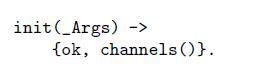 init(_Args) ->
    {ok, channels()}.